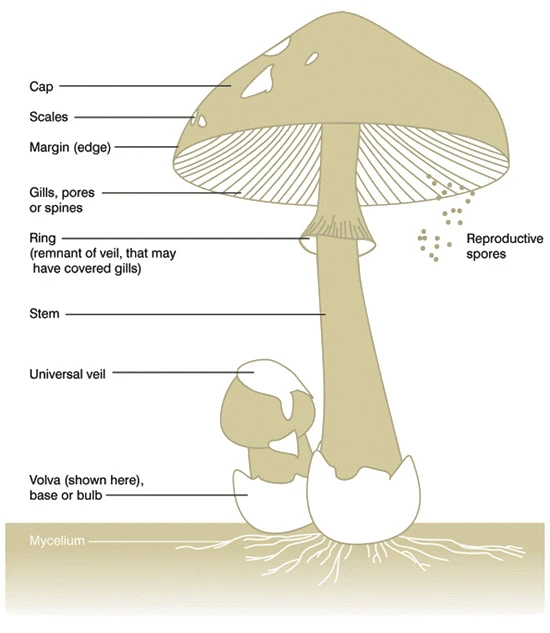 Cap
Scales
Margin (edge)
Gills, pores
or spines
Ring
(remnant of veil, that may
have covered gills)
Reproductive
spores
Stem
Universal veil
Volva (shown here),
base or bulb
Mycelium